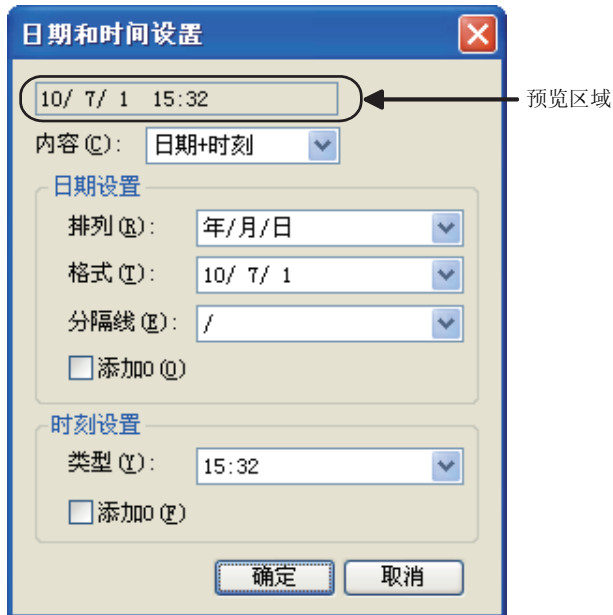 日期和时间设置
10/ 7/ 1  15:32
预览区域
内容(C): 日期+时刻
日期设置
排列(R): 年/月/日
格式(T): 10/ 7/ 1
分隔线(E): /
添加0(O)
时刻设置
类型(Y): 15:32
添加0(F)
确定 取消